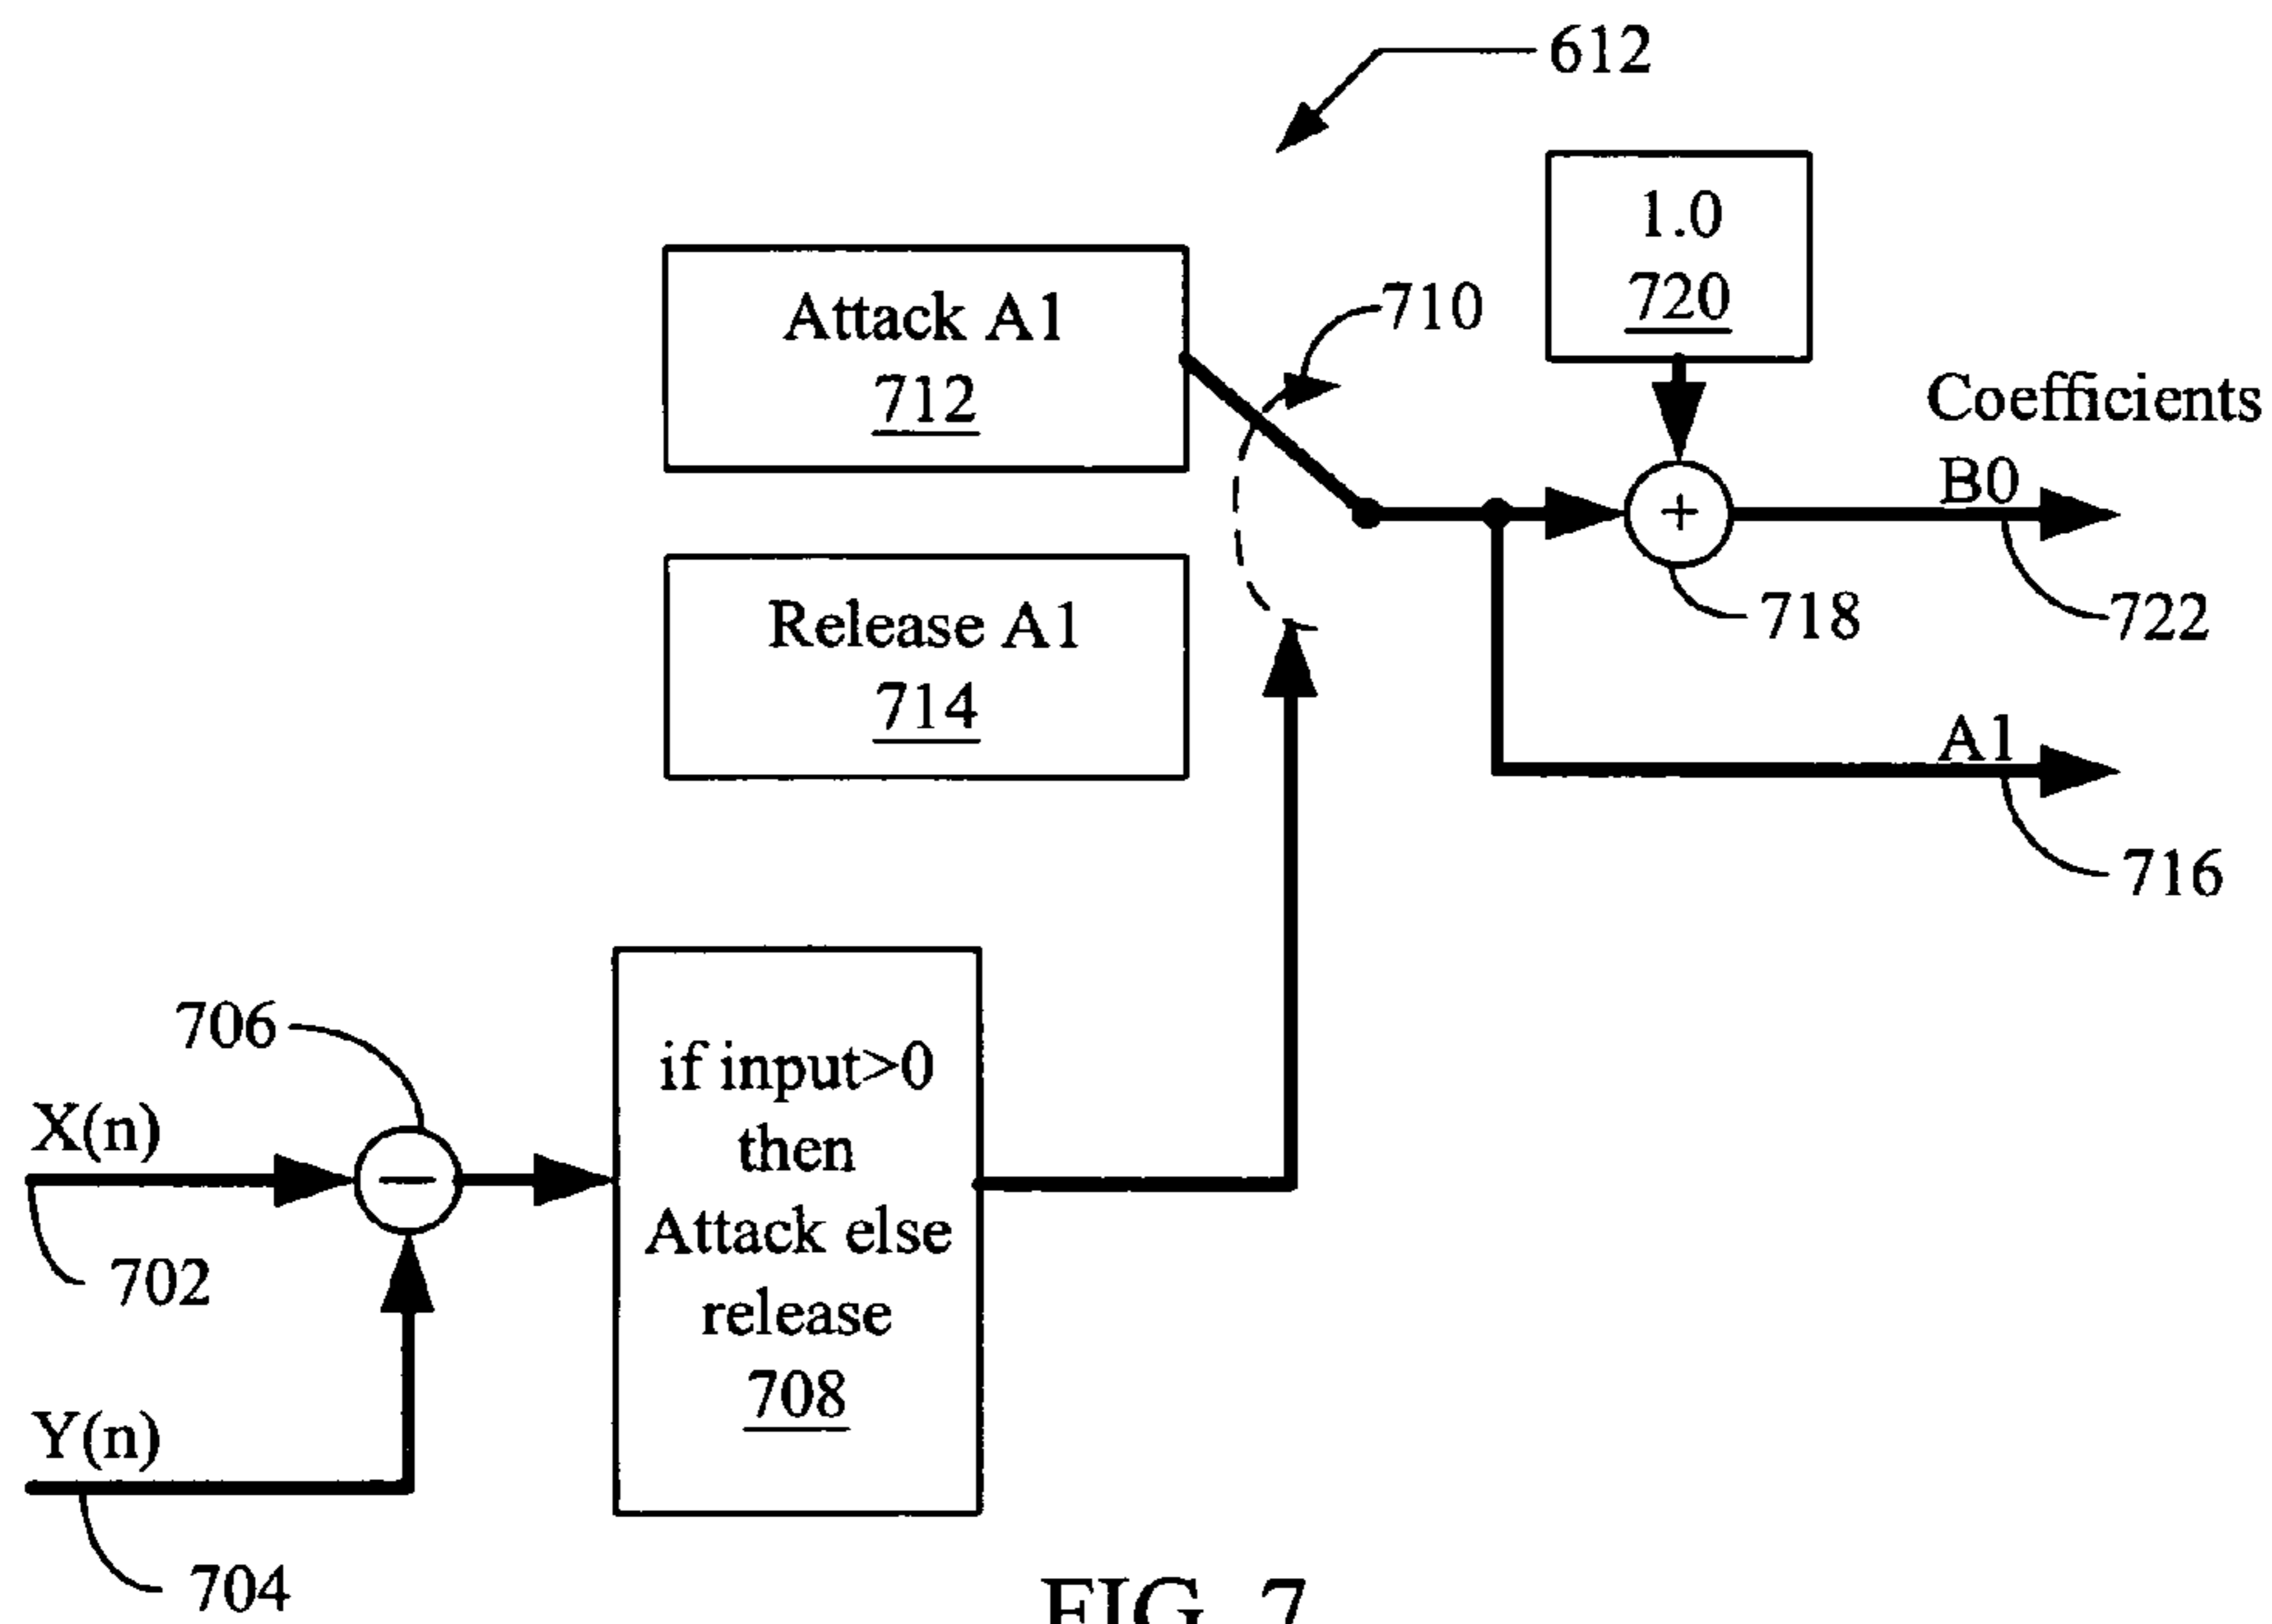 612
1.0
720
Attack A1
712
710
Coefficients
B0
718
722
Release A1
714
A1
716
706
X(n)
−
702
Y(n)
704
if input>0
then
Attack else
release
708
+
FIG. 7